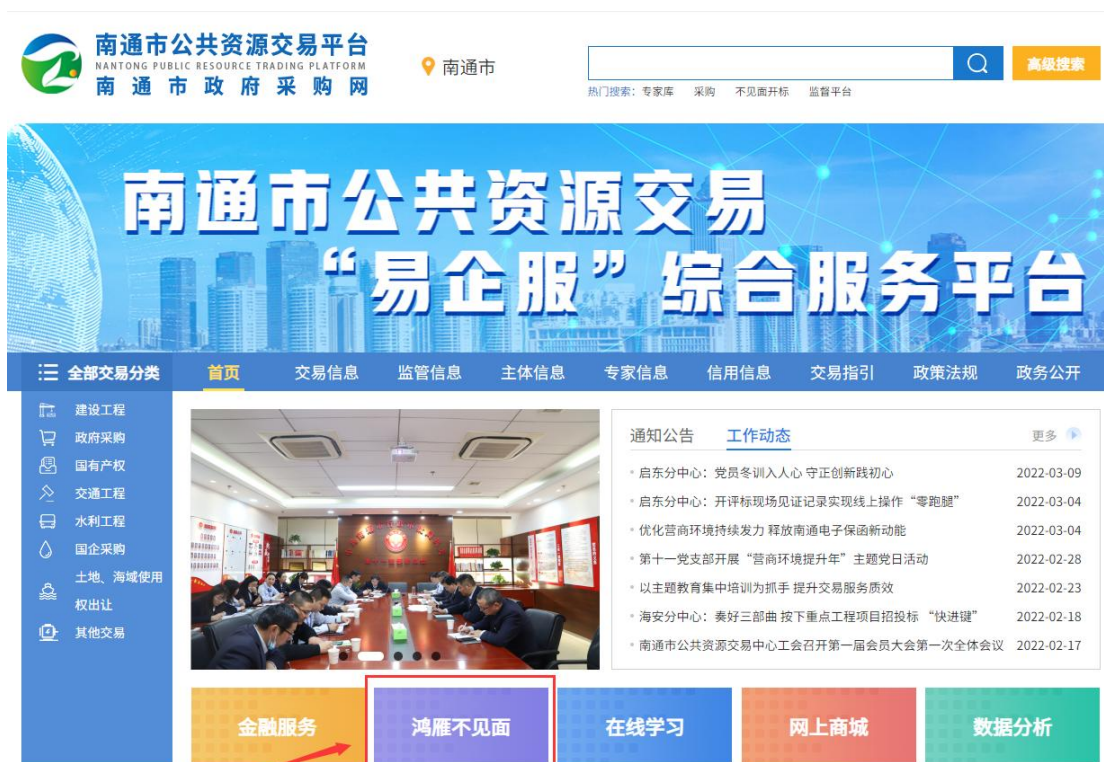 南通市公共资源交易平台
NANTONG PUBLIC RESOURCE TRADING PLATFORM
南通市政府采购网
南通市
高级搜索
热门搜索：专家库 采购 不见面开标 监督平台
南通市公共资源交易
“易企服”综合服务平台
全部交易分类 首页 交易信息 监管信息 主体信息 专家信息 信用信息 交易指引 政策法规 政务公开
建设工程
政府采购
国有产权
交通工程
水利工程
国企采购
土地、海域使用
权出让
其他交易
通知公告 工作动态 更多
启东分中心：党员冬训入人心 守正创新践初心 2022-03-09
启东分中心：开评标现场见证记录实现线上操作“零跑腿” 2022-03-04
优化营商环境持续发力 释放南通电子保函新动能 2022-03-04
第十一党支部开展“营商环境提升年”主题党日活动 2022-02-28
以主题教育集中培训为抓手 提升交易服务质效 2022-02-23
海安分中心：奏好三部曲 按下重点工程项目招投标 “快进键” 2022-02-18
南通市公共资源交易中心工会召开第一届会员大会第一次全体会议 2022-02-17
金融服务 鸿雁不见面 在线学习 网上商城 数据分析